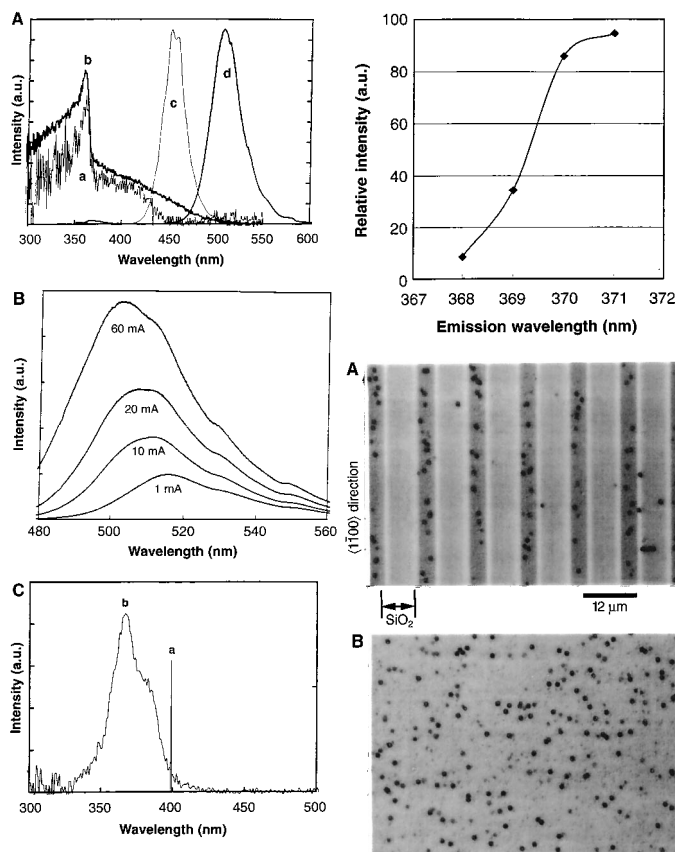 A
b
c
d
a
Intensity (a.u.)
300 350 400 450 500 550 600
Wavelength (nm)
B
60 mA
20 mA
10 mA
1 mA
Intensity (a.u.)
480 500 520 540 560
Wavelength (nm)
C
b
a
Intensity (a.u.)
300 350 400 450 500
Wavelength (nm)
100
80
60
40
20
0
Relative intensity (a.u.)
367 368 369 370 371 372
Emission wavelength (nm)
A
⟨11̄00⟩ direction
SiO₂
12 µm
B